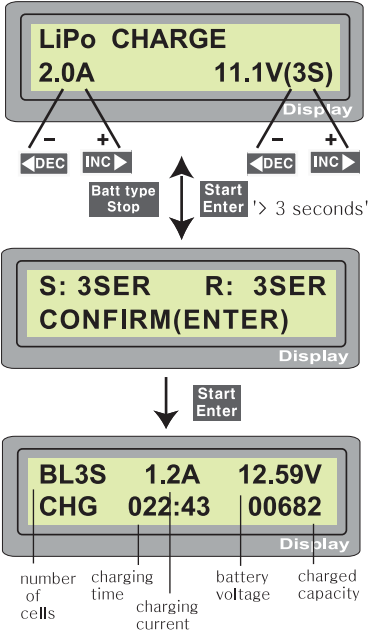 LiPo CHARGE
2.0A 11.1V(3S)
Display
- + - +
◀DEC INC▶ ◀DEC INC▶
Batt type
Stop
Start
Enter
'> 3 seconds'
S: 3SER R: 3SER
CONFIRM(ENTER)
Display
Start
Enter
BL3S 1.2A 12.59V
CHG 022:43 00682
Display
number
of
cells
charging
time
charging
current
battery
voltage
charged
capacity